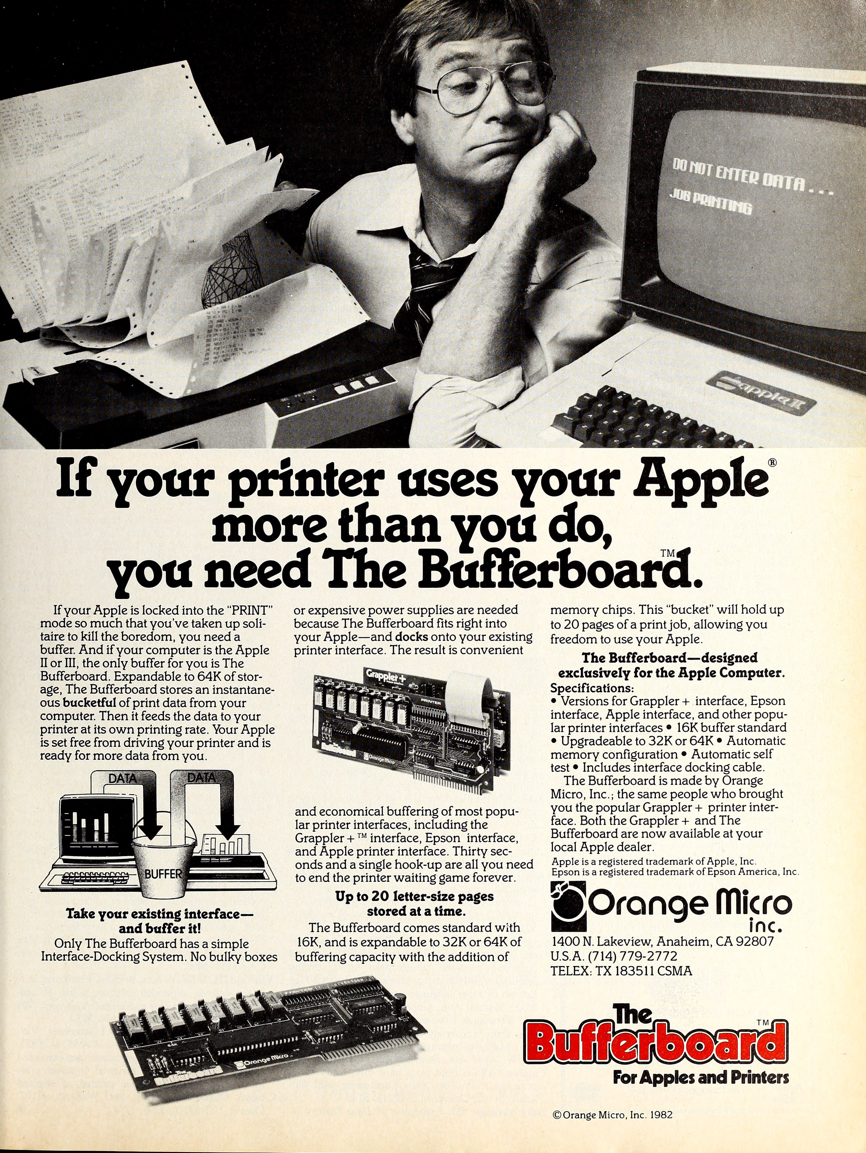 DO NOT ENTER DATA ...
JOB PRINTING
apple II
If your printer uses your Apple®
more than you do,
you need The Bufferboard.™
If your Apple is locked into the “PRINT”
mode so much that you've taken up soli-
taire to kill the boredom, you need a
buffer. And if your computer is the Apple
II or III, the only buffer for you is The
Bufferboard. Expandable to 64K of stor-
age, The Bufferboard stores an instantane-
ous bucketful of print data from your
computer. Then it feeds the data to your
printer at its own printing rate. Your Apple
is set free from driving your printer and is
ready for more data from you.
DATA DATA
BUFFER
Take your existing interface—
and buffer it!
Only The Bufferboard has a simple
Interface-Docking System. No bulky boxes
or expensive power supplies are needed
because The Bufferboard fits right into
your Apple—and docks onto your existing
printer interface. The result is convenient
Grappler +
PRINTER
Orange Micro
and economical buffering of most popu-
lar printer interfaces, including the
Grappler +™ interface, Epson interface,
and Apple printer interface. Thirty sec-
onds and a single hook-up are all you need
to end the printer waiting game forever.
Up to 20 letter-size pages
stored at a time.
The Bufferboard comes standard with
16K, and is expandable to 32K or 64K of
buffering capacity with the addition of
memory chips. This “bucket” will hold up
to 20 pages of a print job, allowing you
freedom to use your Apple.
The Bufferboard—designed
exclusively for the Apple Computer.
Specifications:
• Versions for Grappler + interface, Epson
interface, Apple interface, and other popu-
lar printer interfaces • 16K buffer standard
• Upgradeable to 32K or 64K • Automatic
memory configuration • Automatic self
test • Includes interface docking cable.
The Bufferboard is made by Orange
Micro, Inc.; the same people who brought
you the popular Grappler + printer inter-
face. Both the Grappler + and The
Bufferboard are now available at your
local Apple dealer.
Apple is a registered trademark of Apple, Inc.
Epson is a registered trademark of Epson America, Inc.
Orange Micro
inc.
1400 N. Lakeview, Anaheim, CA 92807
U.S.A. (714) 779-2772
TELEX: TX 183511 CSMA
Orange Micro
The
Bufferboard™
For Apples and Printers
© Orange Micro, Inc. 1982